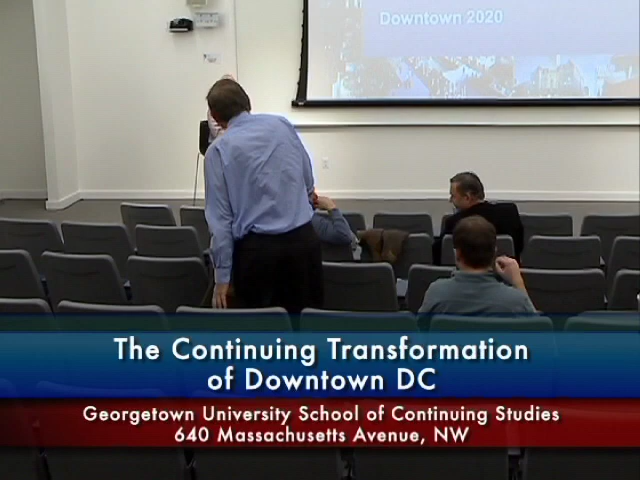 Downtown 2020
The Continuing Transformation
of Downtown DC
Georgetown University School of Continuing Studies
640 Massachusetts Avenue, NW